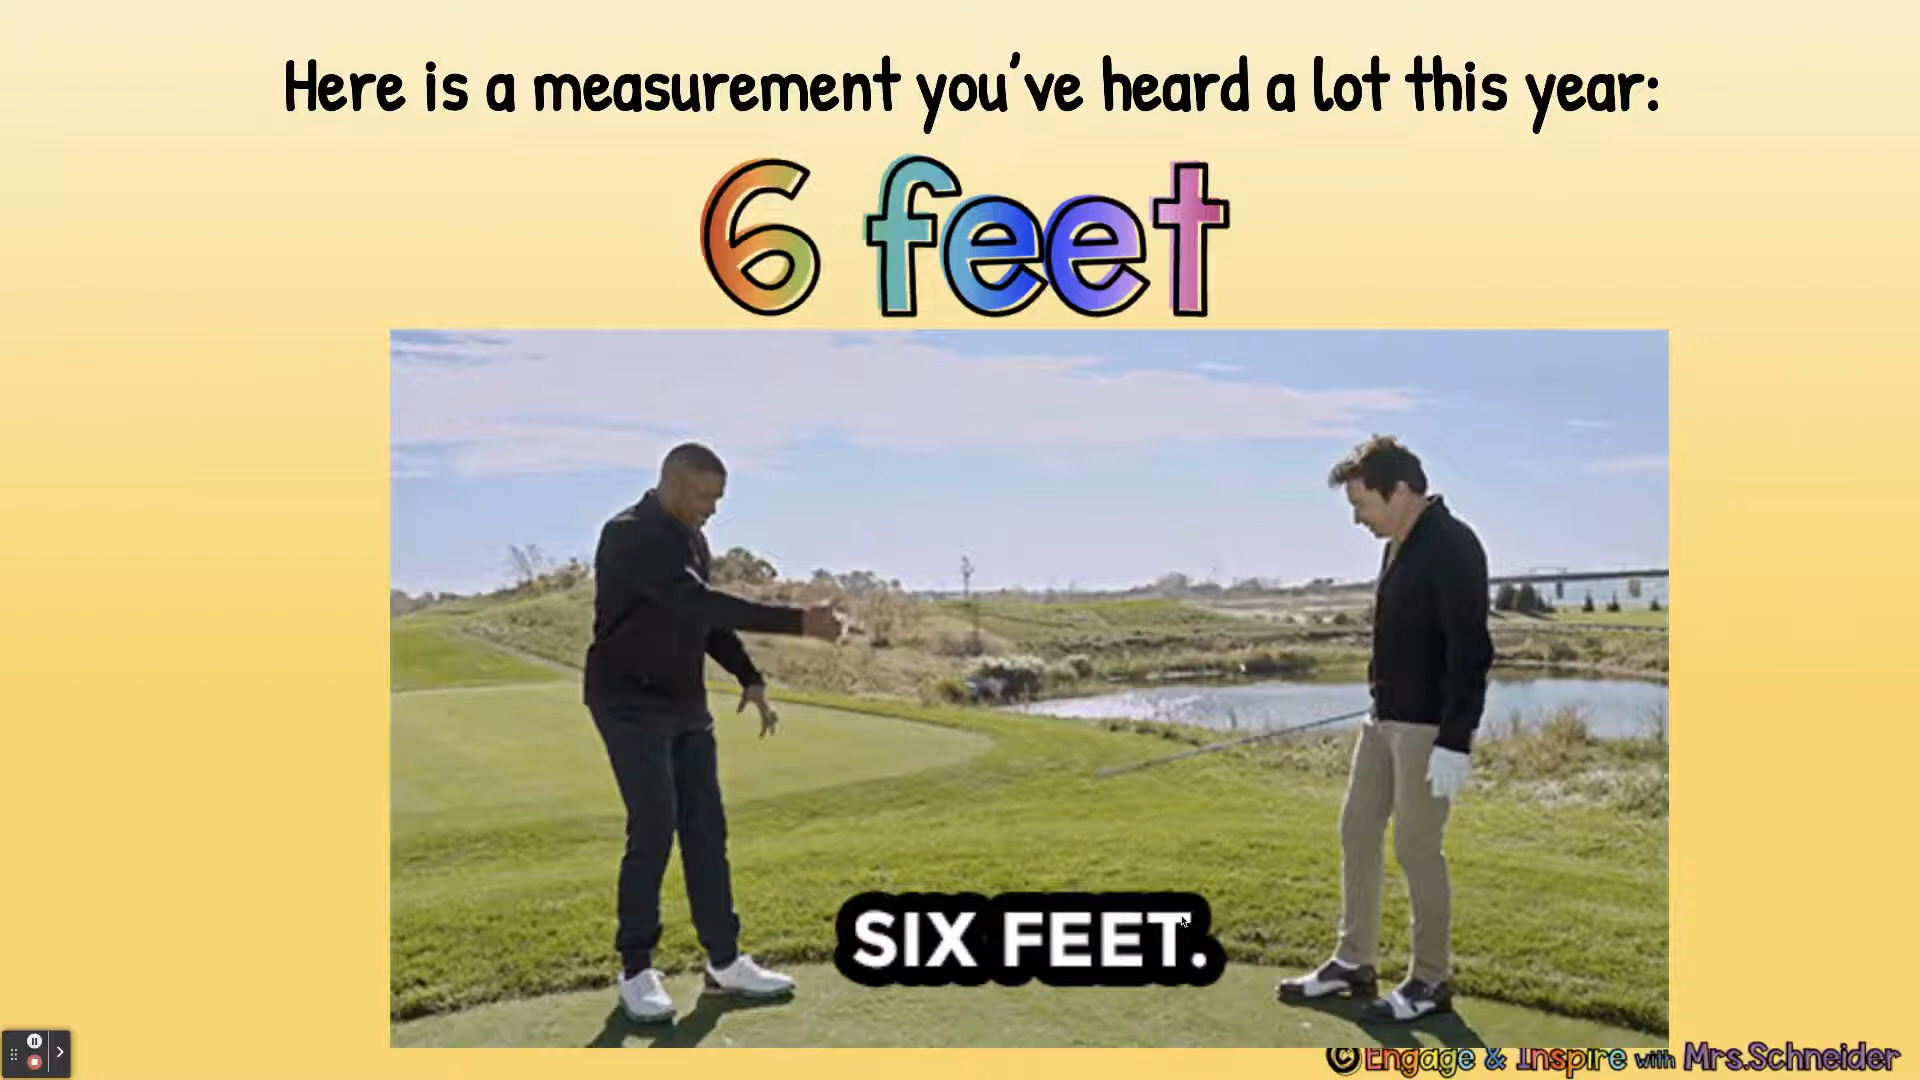 Here is a measurement you've heard a lot this year:
6 feet
SIX FEET.
©Engage & Inspire with Mrs.Schneider